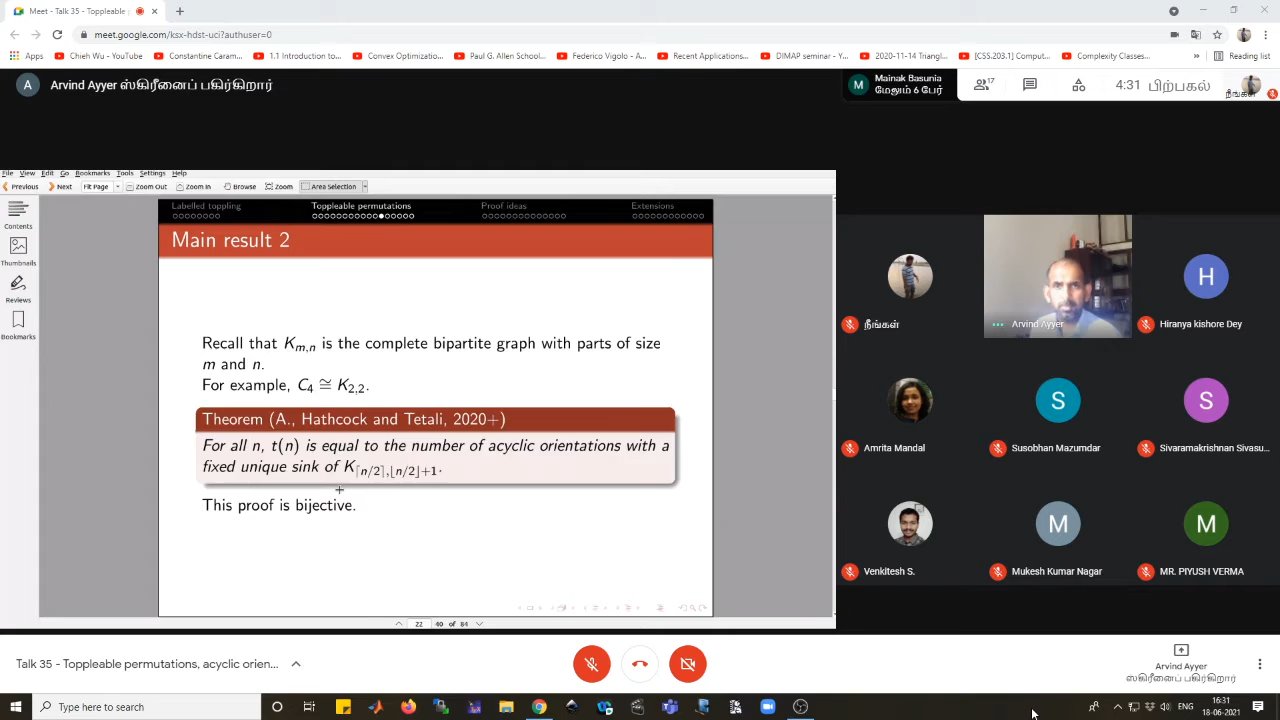 Meet - Talk 35 - Toppleable
meet.google.com/ksx-hdst-uci?authuser=0
Apps Chieh Wu - YouTube Constantine Caram... 1.1 Introduction to... Convex Optimizatio... Paul G. Allen School... Federico Vigolo - A... Recent Applications... DIMAP seminar - Y... 2020-11-14 Triangl... [CSS.203.1] Comput... Complexity Classes... » Reading list
A Arvind Ayyer ஸ்கிரீனைப் பகிர்கிறார்
M Mainak Basunia
மேலும் 6 பேர்
17
4:31 பிற்பகல்
நீங்கள்
File View Edit Go Bookmarks Tools Settings Help
Previous Next Fit Page Zoom Out Zoom In Browse Zoom Area Selection
Contents
Thumbnails
Reviews
Bookmarks
Labelled toppling Toppleable permutations Proof ideas Extensions
Main result 2
Recall that K_{m,n} is the complete bipartite graph with parts of size
m and n.
For example, C₄ ≅ K_{2,2}.
Theorem (A., Hathcock and Tetali, 2020+)
For all n, t(n) is equal to the number of acyclic orientations with a
fixed unique sink of K_{⌈n/2⌉,⌊n/2⌋+1}.
This proof is bijective.
22 40 of 84
நீங்கள்
Arvind Ayyer
H
Hiranya kishore Dey
Amrita Mandal
S
Susobhan Mazumdar
S
Sivaramakrishnan Sivasu...
Venkitesh S.
M
Mukesh Kumar Nagar
M
MR. PIYUSH VERMA
Talk 35 - Toppleable permutations, acyclic orien...
Arvind Ayyer
ஸ்கிரீனைப் பகிர்கிறார்
Type here to search
ENG
16:31
18-06-2021